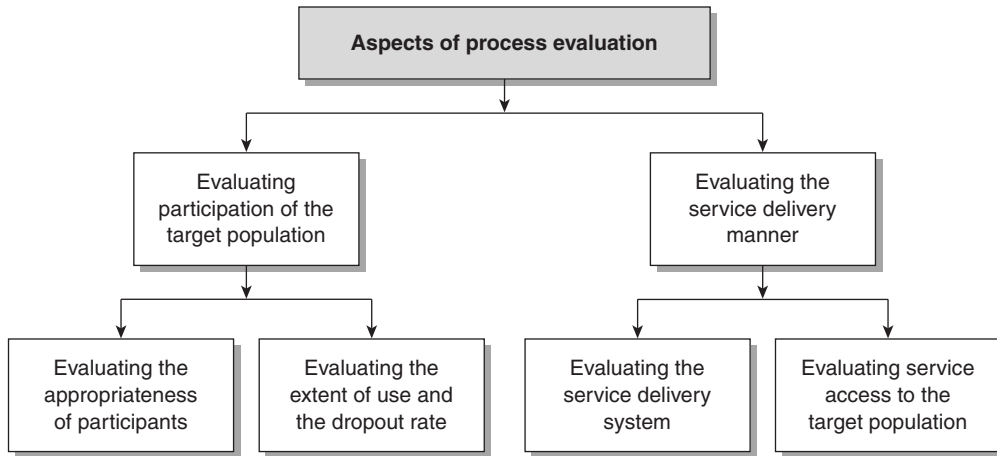 Aspects of process evaluation
Evaluating
participation of the
target population
Evaluating the
service delivery
manner
Evaluating the
appropriateness
of participants
Evaluating the
extent of use and
the dropout rate
Evaluating the
service delivery
system
Evaluating service
access to the
target population